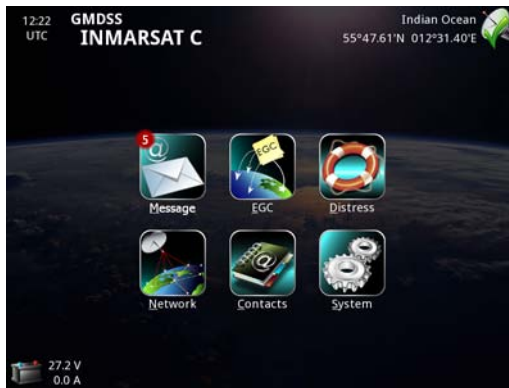 12:22
UTC
GMDSS
INMARSAT C
Indian Ocean
55°47.61'N 012°31.40'E
5
@
EGC
Message
EGC
Distress
@
Network
Contacts
System
27.2 V
0.0 A